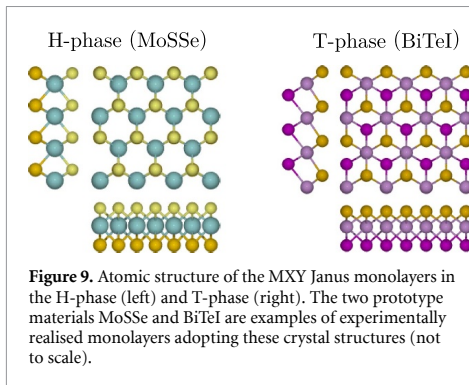 H-phase (MoSSe)
T-phase (BiTeI)
Figure 9. Atomic structure of the MXY Janus monolayers in
the H-phase (left) and T-phase (right). The two prototype
materials MoSSe and BiTeI are examples of experimentally
realised monolayers adopting these crystal structures (not
to scale).